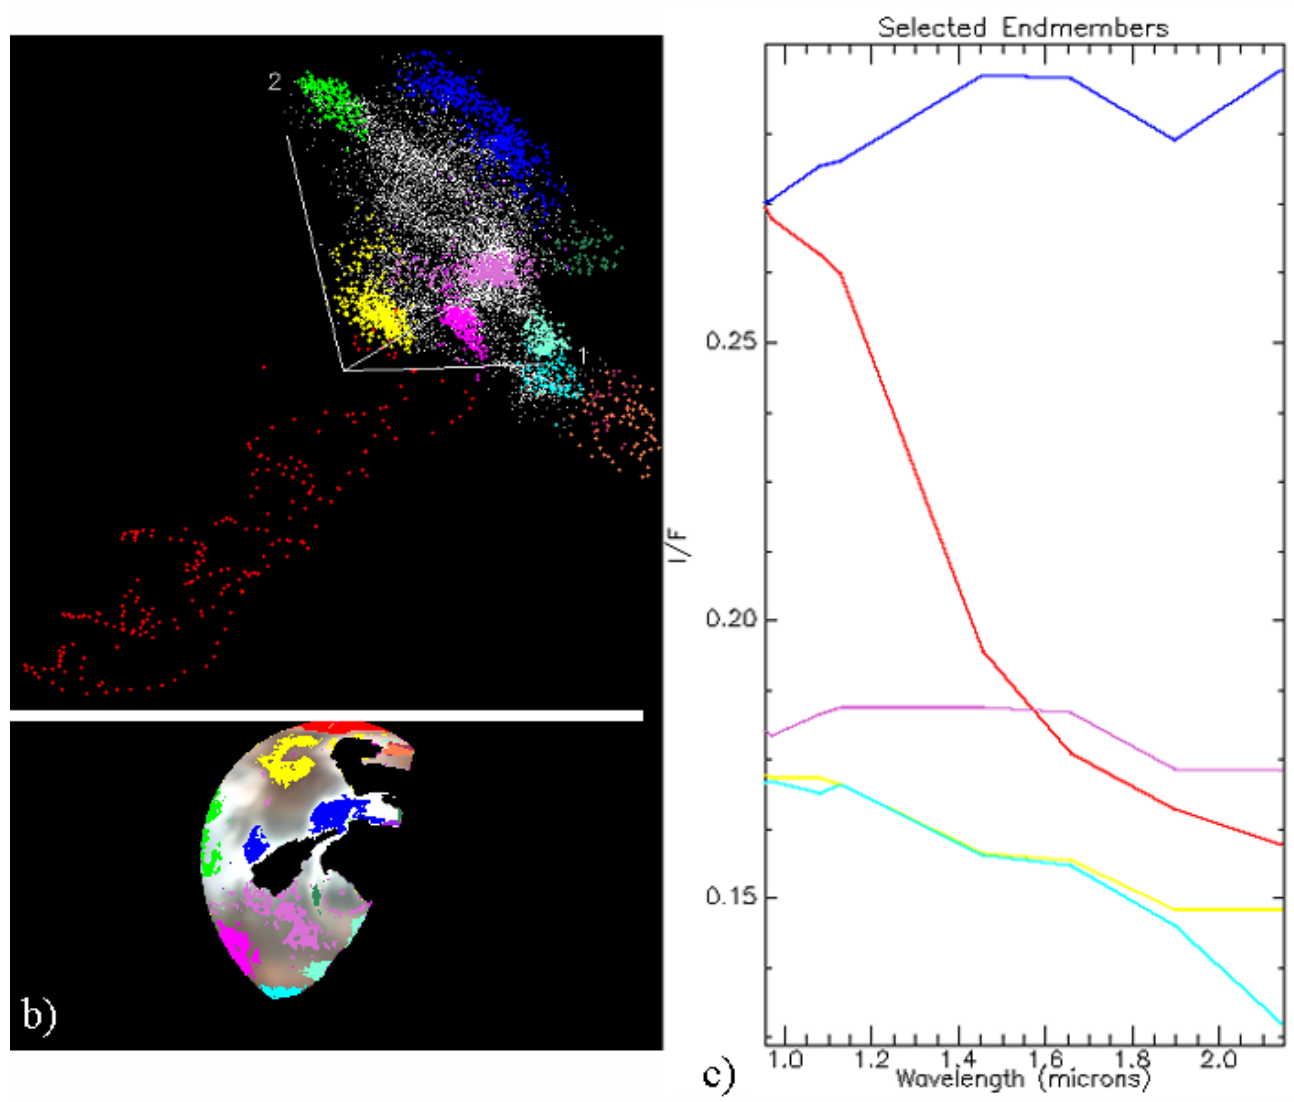 2
1
b)
Selected Endmembers
0.25
0.20
0.15
I/F
1.0 1.2 1.4 1.6 1.8 2.0
Wavelength (microns)
c)